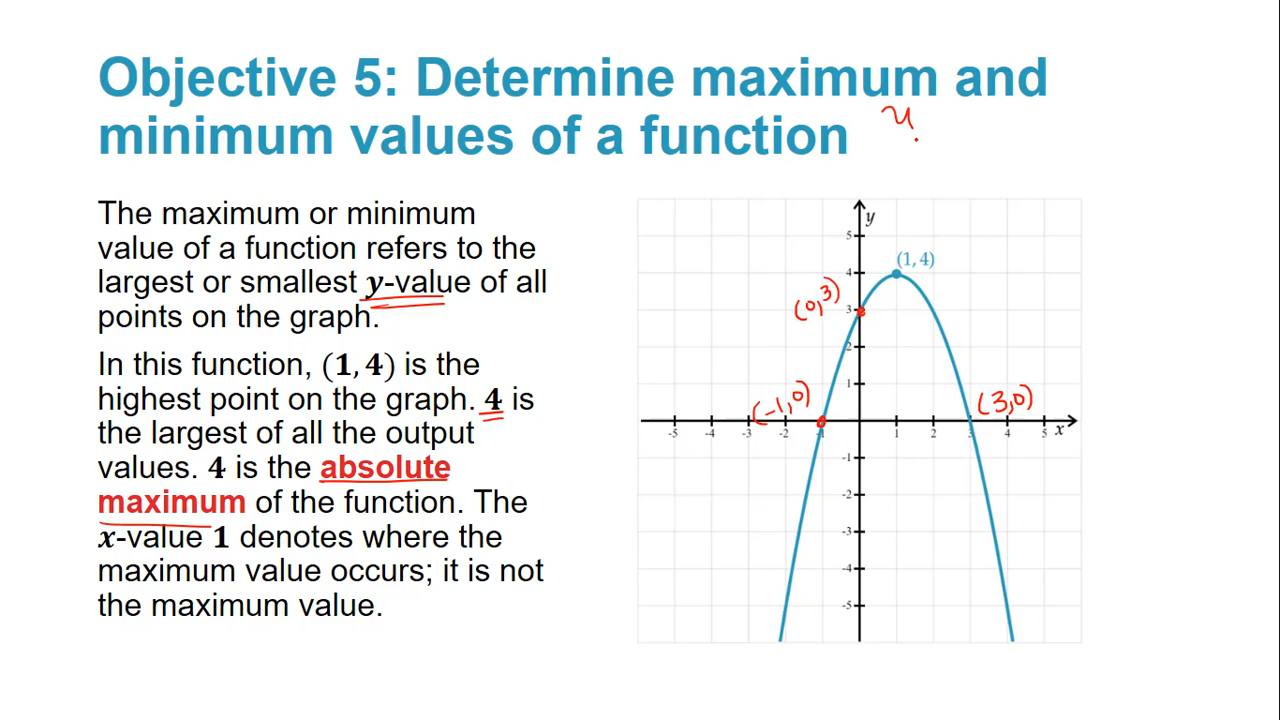 Objective 5: Determine maximum and
minimum values of a function
y
The maximum or minimum
value of a function refers to the
largest or smallest y-value of all
points on the graph.
In this function, (1, 4) is the
highest point on the graph. 4 is
the largest of all the output
values. 4 is the absolute
maximum of the function. The
x-value 1 denotes where the
maximum value occurs; it is not
the maximum value.
y
5
(1, 4)
4
(0,3)
3
2
1
(-1,0)
(3,0)
-5 -4 -3 -2 -1 1 2 3 4 5 x
-1
-2
-3
-4
-5